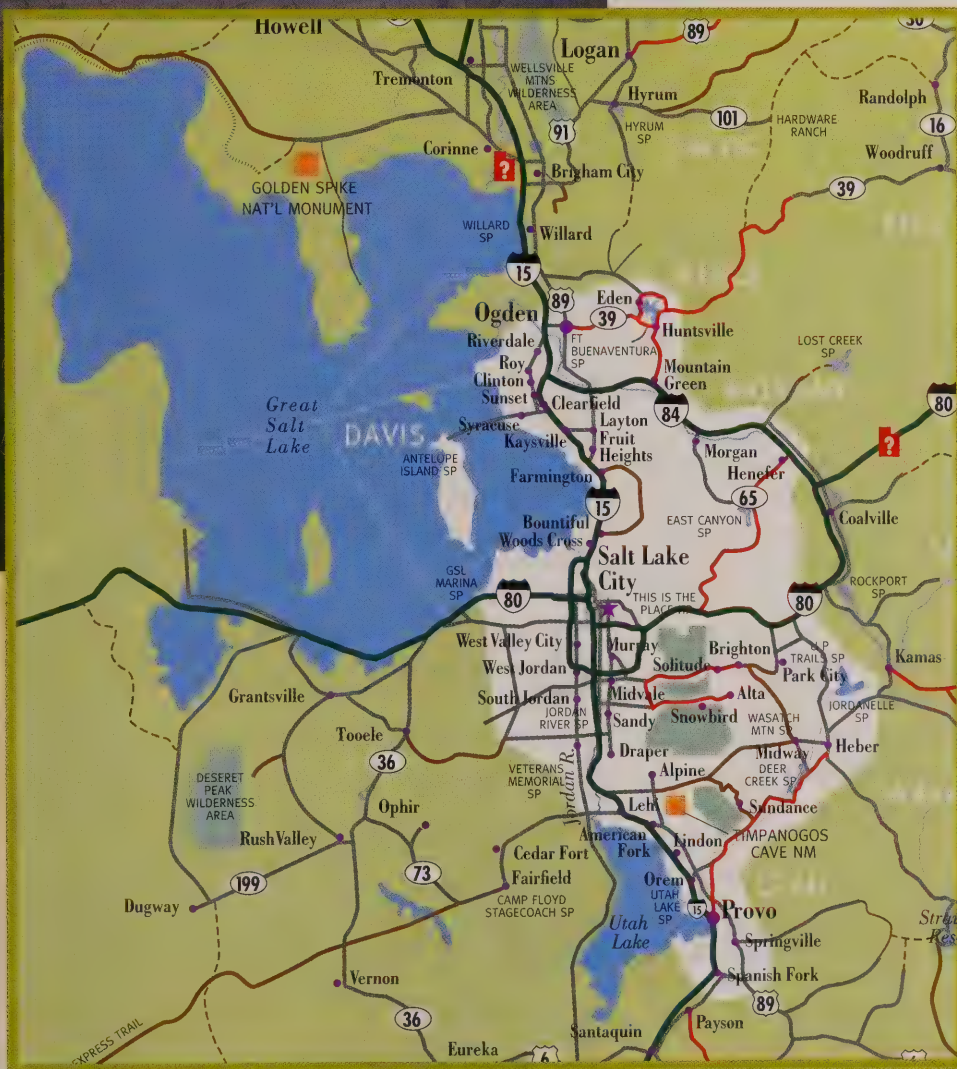 Howell
89
30
Logan
Tremonton
WELLSVILLE
MTNS
WILDERNESS
AREA
Hyrum
Randolph
91
HYRUM
SP
101
HARDWARE
RANCH
16
Corinne
?
Brigham City
Woodruff
GOLDEN SPIKE
NAT'L MONUMENT
39
WILLARD
SP
Willard
15
89
Eden
Ogden
39
Huntsville
FT
BUENAVENTURA
SP
LOST CREEK
SP
Riverdale
Roy
Clinton
Sunset
Mountain
Green
Clearfield
84
80
Great
Salt
Lake
DAVIS
Syracuse
Layton
Kaysville
Fruit
Heights
?
ANTELOPE
ISLAND SP
Morgan
Henefer
Farmington
65
15
EAST CANYON
SP
Coalville
Bountiful
Woods Cross
Salt Lake
City
GSL
MARINA
SP
80
THIS IS THE
PLACE
80
ROCKPORT
SP
West Valley City
Murray
Brighton
TRAILS SP
Kamas
West Jordan
Solitude
Park City
Grantsville
South Jordan
Midvale
Alta
JORDAN
RIVER SP
Snowbird
JORDANELLE
SP
Sandy
WASATCH
MTN SP
Tooele
Draper
Midway
Heber
36
DESERET
PEAK
WILDERNESS
AREA
VETERANS
MEMORIAL
SP
Jordan R.
Alpine
DEER
CREEK SP
Ophir
Lehi
Sundance
Rush Valley
American
Fork
Lindon
TIMPANOGOS
CAVE NM
Cedar Fort
199
73
Fairfield
Orem
Dugway
CAMP FLOYD
STAGECOACH SP
UTAH
LAKE
SP
15
Provo
Utah
Lake
Springville
Vernon
Spanish Fork
89
36
Payson
EXPRESS TRAIL
Santaquin
Eureka
6